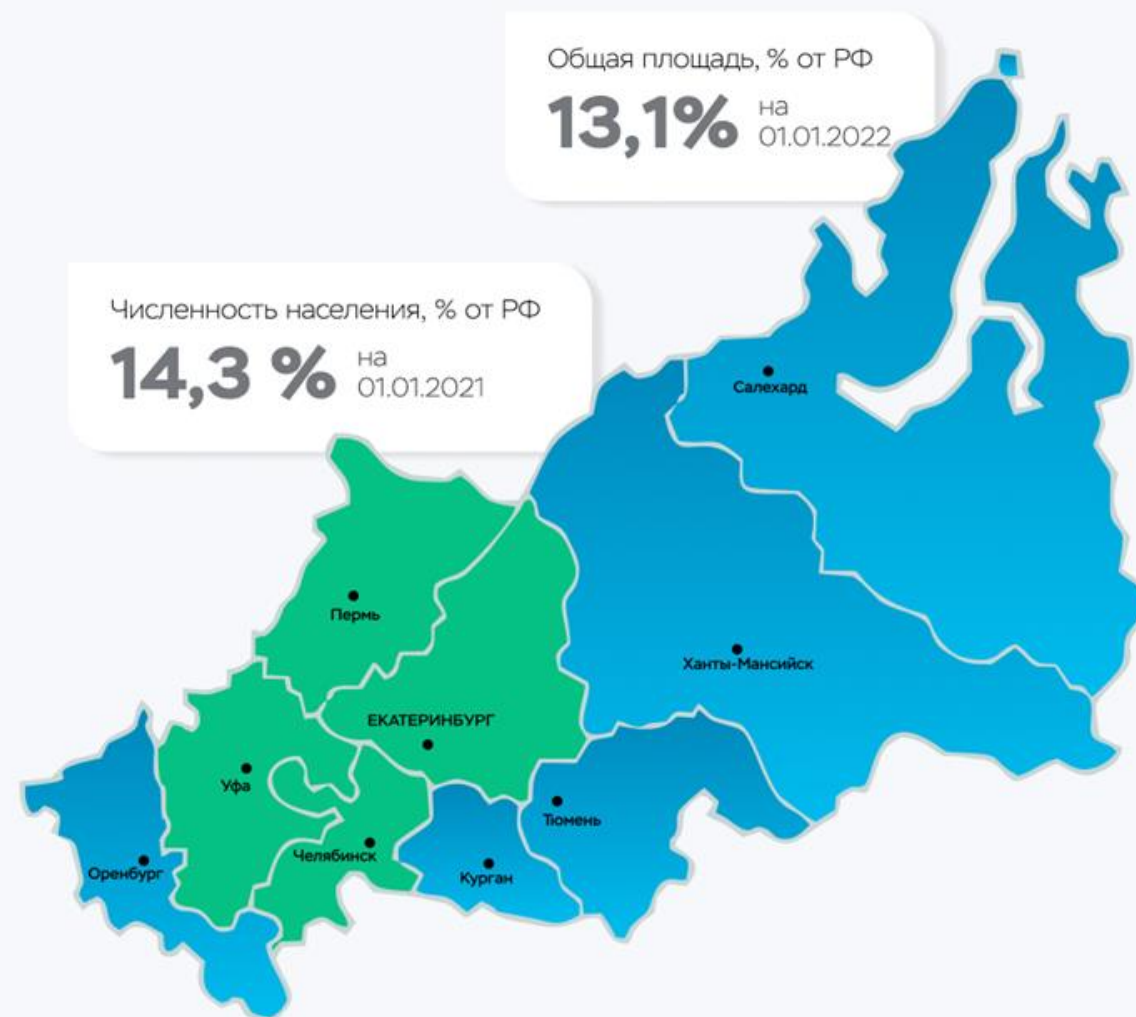 Общая площадь, % от РФ
13,1% на
01.01.2022
Численность населения, % от РФ
14,3 % на
01.01.2021
Салехард
Пермь
Ханты-Мансийск
ЕКАТЕРИНБУРГ
Уфа
Тюмень
Челябинск
Оренбург
Курган